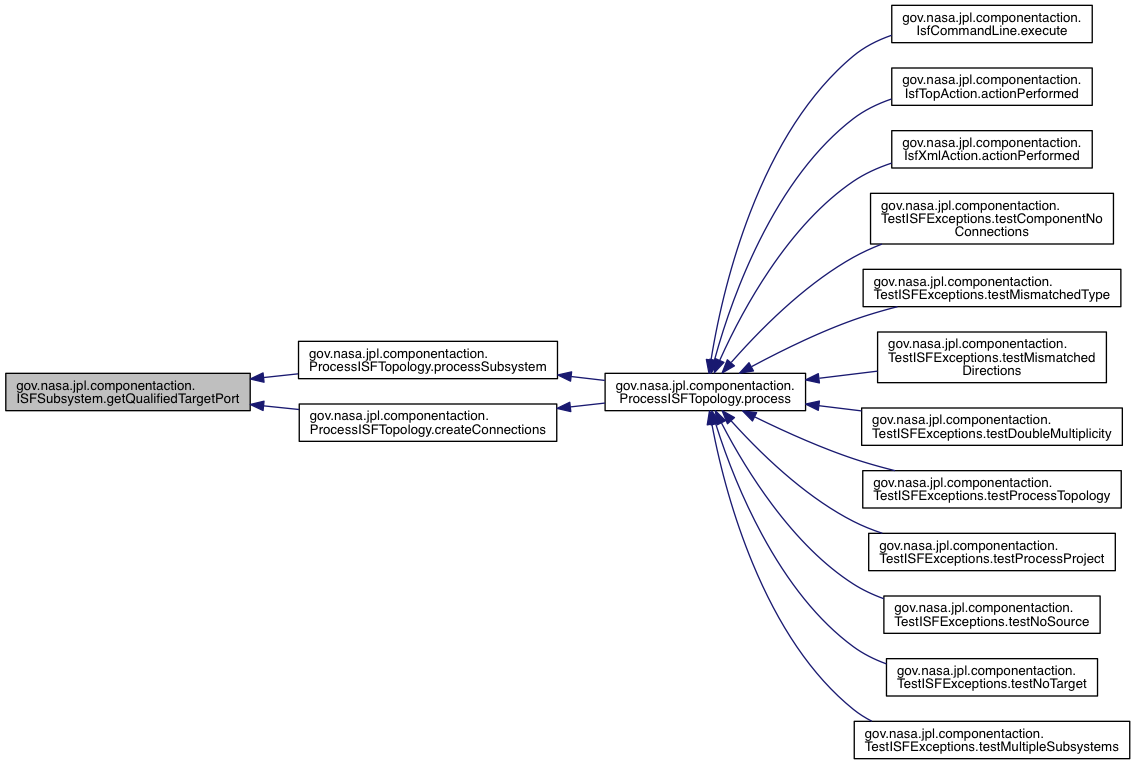 gov.nasa.jpl.componentaction.
ISFSubsystem.getQualifiedTargetPort
gov.nasa.jpl.componentaction.
ProcessISFTopology.processSubsystem
gov.nasa.jpl.componentaction.
ProcessISFTopology.createConnections
gov.nasa.jpl.componentaction.
ProcessISFTopology.process
gov.nasa.jpl.componentaction.
IsfCommandLine.execute
gov.nasa.jpl.componentaction.
IsfTopAction.actionPerformed
gov.nasa.jpl.componentaction.
IsfXmlAction.actionPerformed
gov.nasa.jpl.componentaction.
TestISFExceptions.testComponentNo
Connections
gov.nasa.jpl.componentaction.
TestISFExceptions.testMismatchedType
gov.nasa.jpl.componentaction.
TestISFExceptions.testMismatched
Directions
gov.nasa.jpl.componentaction.
TestISFExceptions.testDoubleMultiplicity
gov.nasa.jpl.componentaction.
TestISFExceptions.testProcessTopology
gov.nasa.jpl.componentaction.
TestISFExceptions.testProcessProject
gov.nasa.jpl.componentaction.
TestISFExceptions.testNoSource
gov.nasa.jpl.componentaction.
TestISFExceptions.testNoTarget
gov.nasa.jpl.componentaction.
TestISFExceptions.testMultipleSubsystems